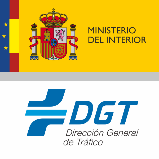 MINISTERIO
DEL INTERIOR
DGT
Dirección General
de Tráfico